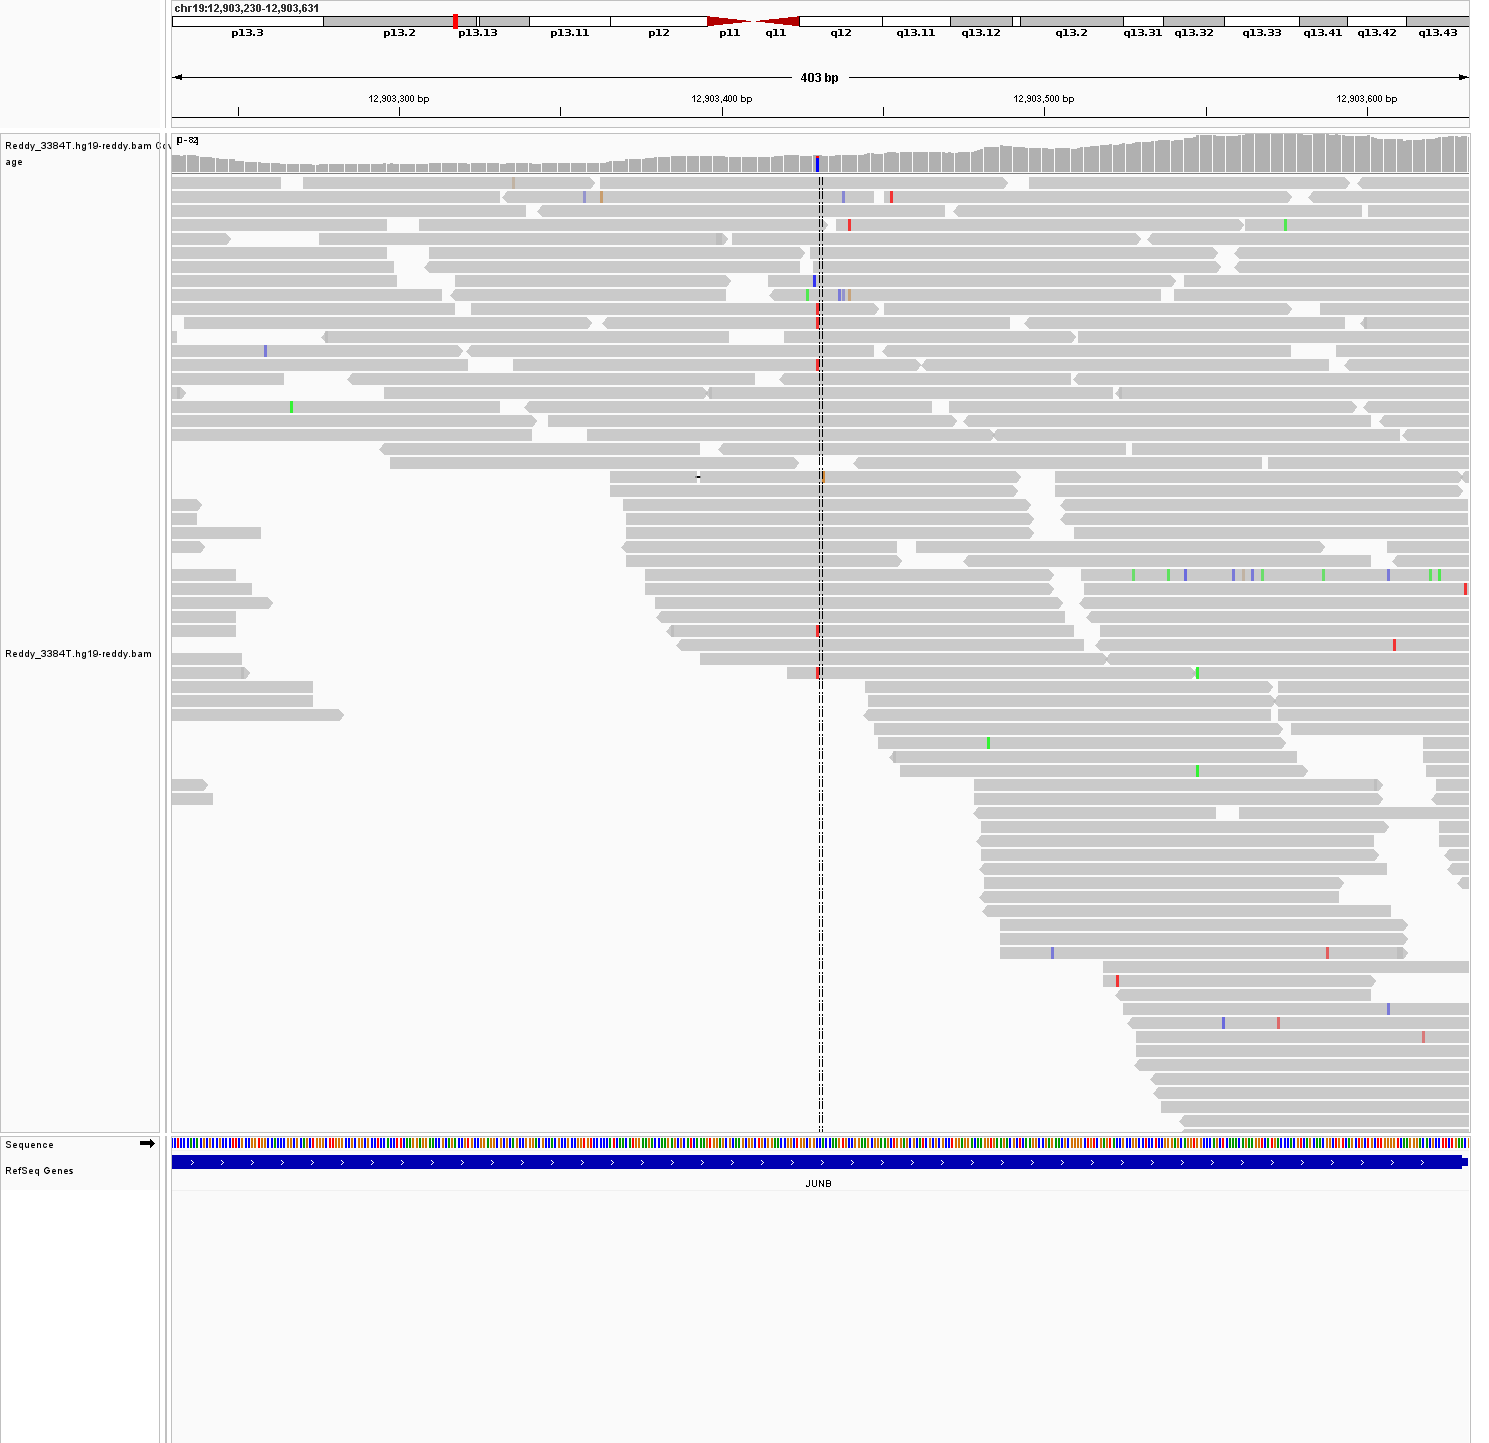 chr19:12,903,230-12,903,631
p13.3 p13.2 p13.13 p13.11 p12 p11 q11 q12 q13.11 q13.12 q13.2 q13.31 q13.32 q13.33 q13.41 q13.42 q13.43
403 bp
12,903,300 bp 12,903,400 bp 12,903,500 bp 12,903,600 bp
[0-82]
Reddy_3384T.hg19-reddy.bam Cov
age
Reddy_3384T.hg19-reddy.bam
Sequence
RefSeq Genes
JUNB